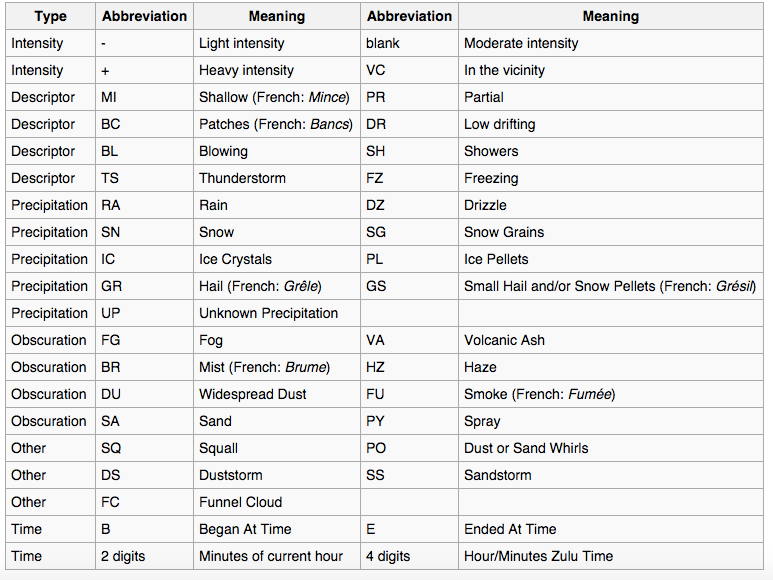 Type Abbreviation Meaning Abbreviation Meaning
Intensity - Light intensity blank Moderate intensity
Intensity + Heavy intensity VC In the vicinity
Descriptor MI Shallow (French: Mince) PR Partial
Descriptor BC Patches (French: Bancs) DR Low drifting
Descriptor BL Blowing SH Showers
Descriptor TS Thunderstorm FZ Freezing
Precipitation RA Rain DZ Drizzle
Precipitation SN Snow SG Snow Grains
Precipitation IC Ice Crystals PL Ice Pellets
Precipitation GR Hail (French: Grêle) GS Small Hail and/or Snow Pellets (French: Grésil)
Precipitation UP Unknown Precipitation
Obscuration FG Fog VA Volcanic Ash
Obscuration BR Mist (French: Brume) HZ Haze
Obscuration DU Widespread Dust FU Smoke (French: Fumée)
Obscuration SA Sand PY Spray
Other SQ Squall PO Dust or Sand Whirls
Other DS Duststorm SS Sandstorm
Other FC Funnel Cloud
Time B Began At Time E Ended At Time
Time 2 digits Minutes of current hour 4 digits Hour/Minutes Zulu Time